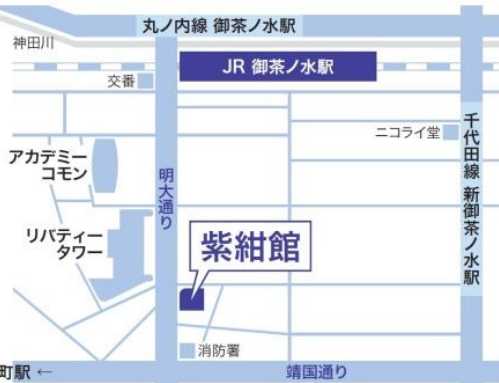 丸ノ内線 御茶ノ水駅
神田川
JR 御茶ノ水駅
交番
ニコライ堂
千代田線 新御茶ノ水駅
アカデミー
コモン
明大通り
リバティー
タワー
紫紺館
消防署
町駅 ←
靖国通り